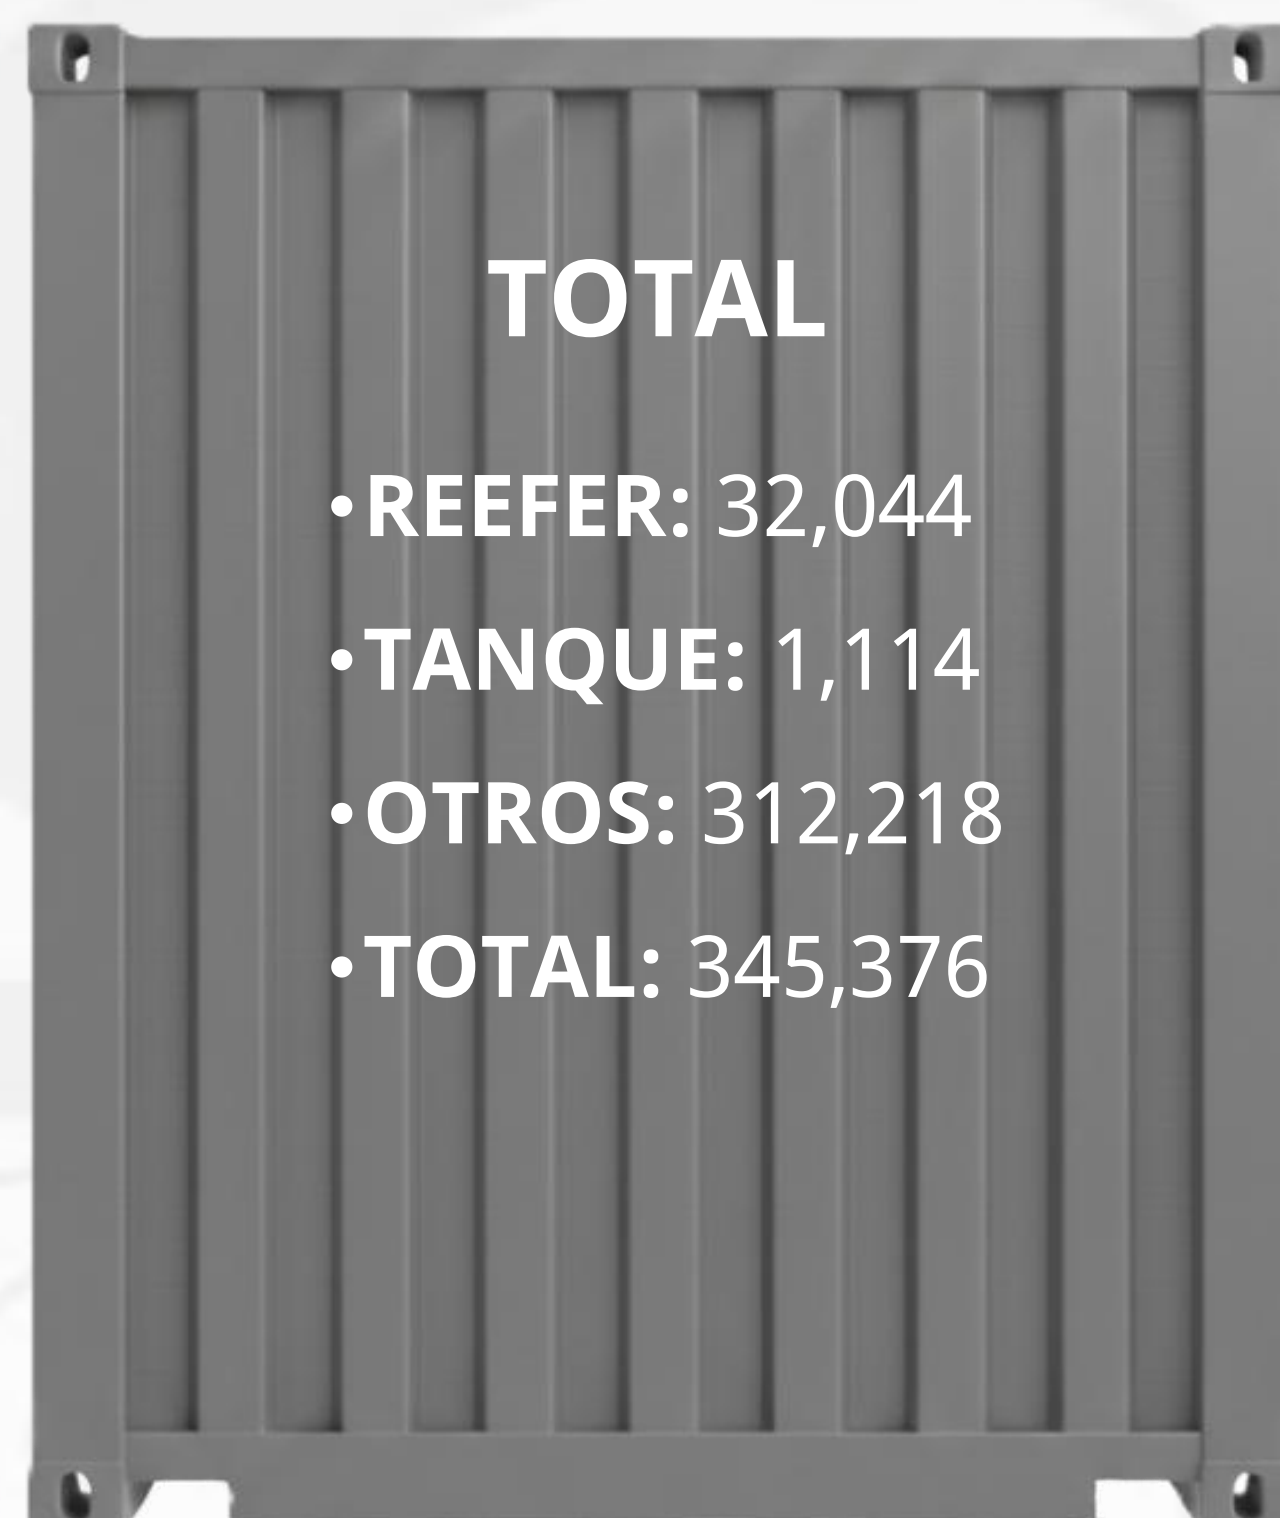 TOTAL
•REEFER: 32,044
•TANQUE: 1,114
•OTROS: 312,218
•TOTAL: 345,376